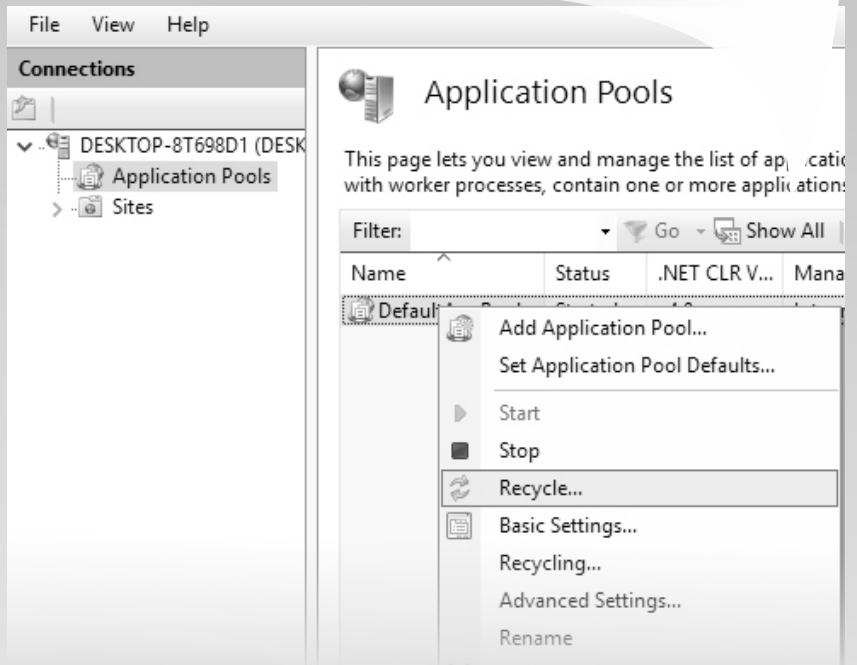 File View Help
Connections
DESKTOP-8T698D1 (DESK
Application Pools
Sites
Application Pools
This page lets you view and manage the list of ap
with worker processes, contain one or more
Filter: Go Show All
Name Status .NET CLR V... Mana
Defaul
Add Application Pool...
Set Application Pool Defaults...
Start
Stop
Recycle...
Basic Settings...
Recycling...
Advanced Settings...
Rename